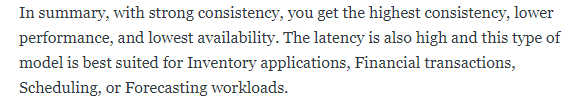 In summary, with strong consistency, you get the highest consistency, lower
performance, and lowest availability. The latency is also high and this type of
model is best suited for Inventory applications, Financial transactions,
Scheduling, or Forecasting workloads.